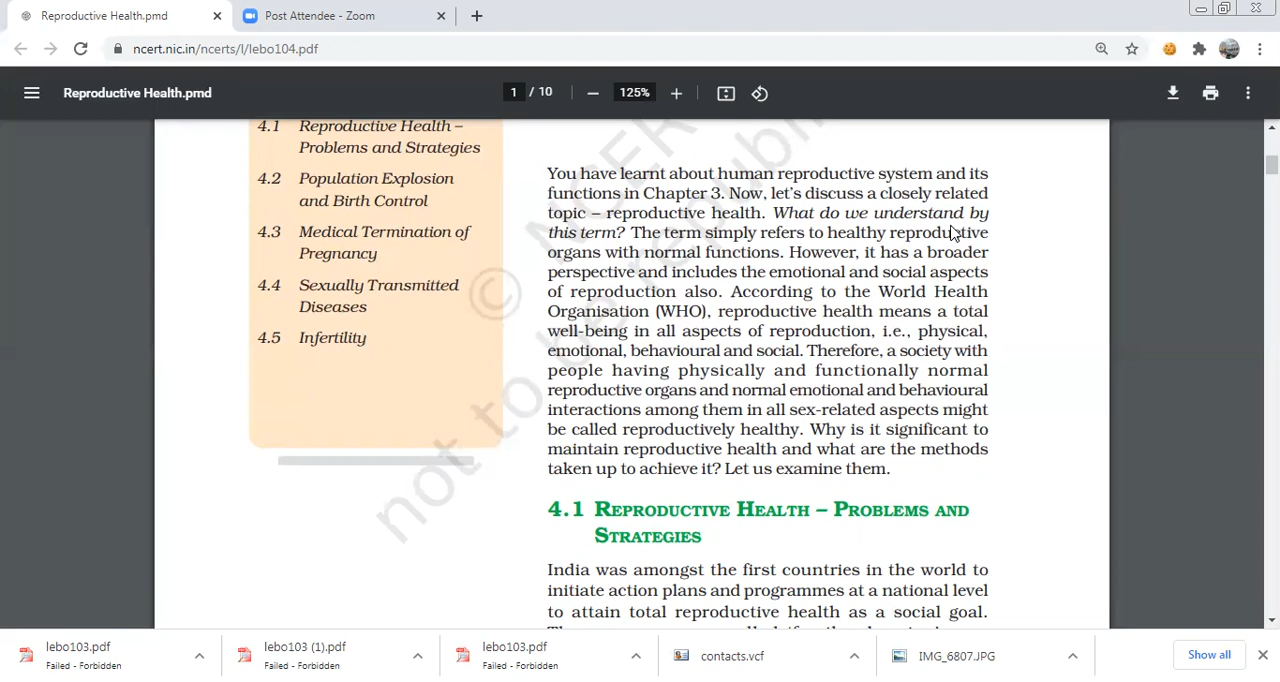 Reproductive Health.pmd
Post Attendee - Zoom
ncert.nic.in/ncerts/l/lebo104.pdf
Reproductive Health.pmd
1 / 10
125%
4.1 Reproductive Health –
Problems and Strategies
4.2 Population Explosion
and Birth Control
4.3 Medical Termination of
Pregnancy
4.4 Sexually Transmitted
Diseases
4.5 Infertility
You have learnt about human reproductive system and its
functions in Chapter 3. Now, let's discuss a closely related
topic – reproductive health. What do we understand by
this term? The term simply refers to healthy reproductive
organs with normal functions. However, it has a broader
perspective and includes the emotional and social aspects
of reproduction also. According to the World Health
Organisation (WHO), reproductive health means a total
well-being in all aspects of reproduction, i.e., physical,
emotional, behavioural and social. Therefore, a society with
people having physically and functionally normal
reproductive organs and normal emotional and behavioural
interactions among them in all sex-related aspects might
be called reproductively healthy. Why is it significant to
maintain reproductive health and what are the methods
taken up to achieve it? Let us examine them.
4.1 Reproductive Health – Problems and
Strategies
India was amongst the first countries in the world to
initiate action plans and programmes at a national level
to attain total reproductive health as a social goal.
© NCER
not to be republi
lebo103.pdf
Failed - Forbidden
lebo103 (1).pdf
Failed - Forbidden
lebo103.pdf
Failed - Forbidden
contacts.vcf
IMG_6807.JPG
Show all